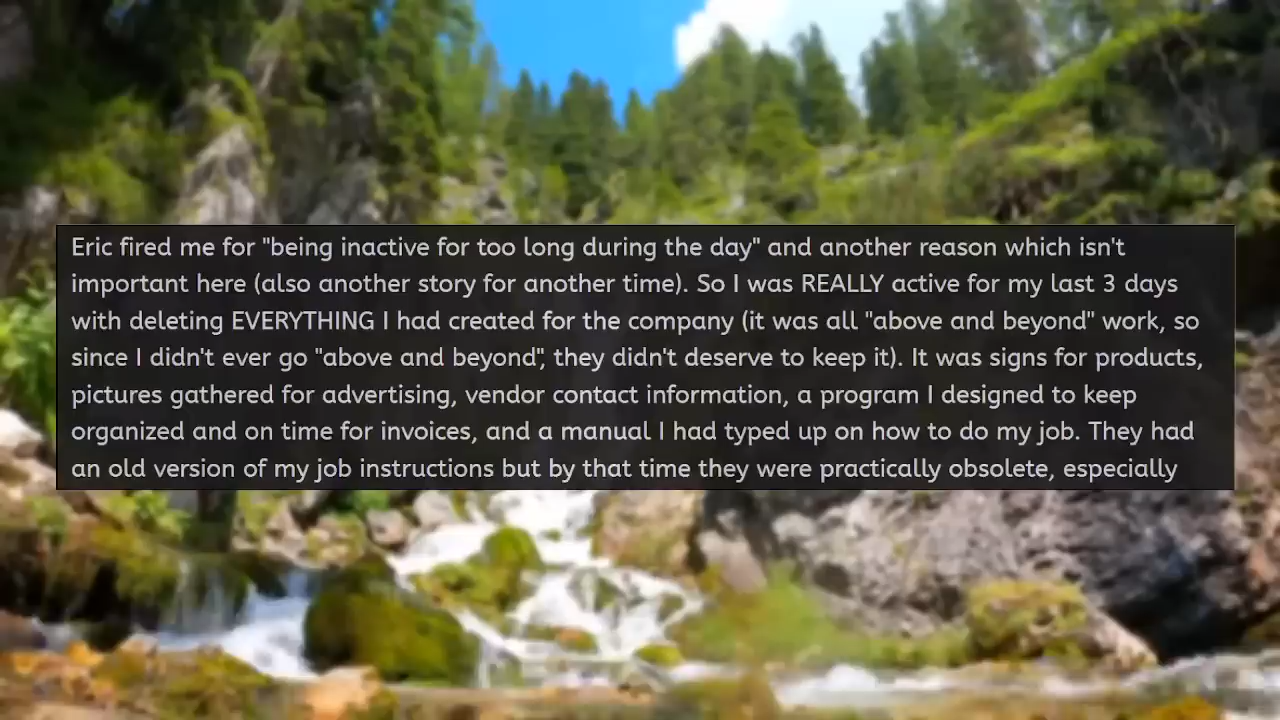 Eric fired me for "being inactive for too long during the day" and another reason which isn't
important here (also another story for another time). So I was REALLY active for my last 3 days
with deleting EVERYTHING I had created for the company (it was all "above and beyond" work, so
since I didn't ever go "above and beyond", they didn't deserve to keep it). It was signs for products,
pictures gathered for advertising, vendor contact information, a program I designed to keep
organized and on time for invoices, and a manual I had typed up on how to do my job. They had
an old version of my job instructions but by that time they were practically obsolete, especially